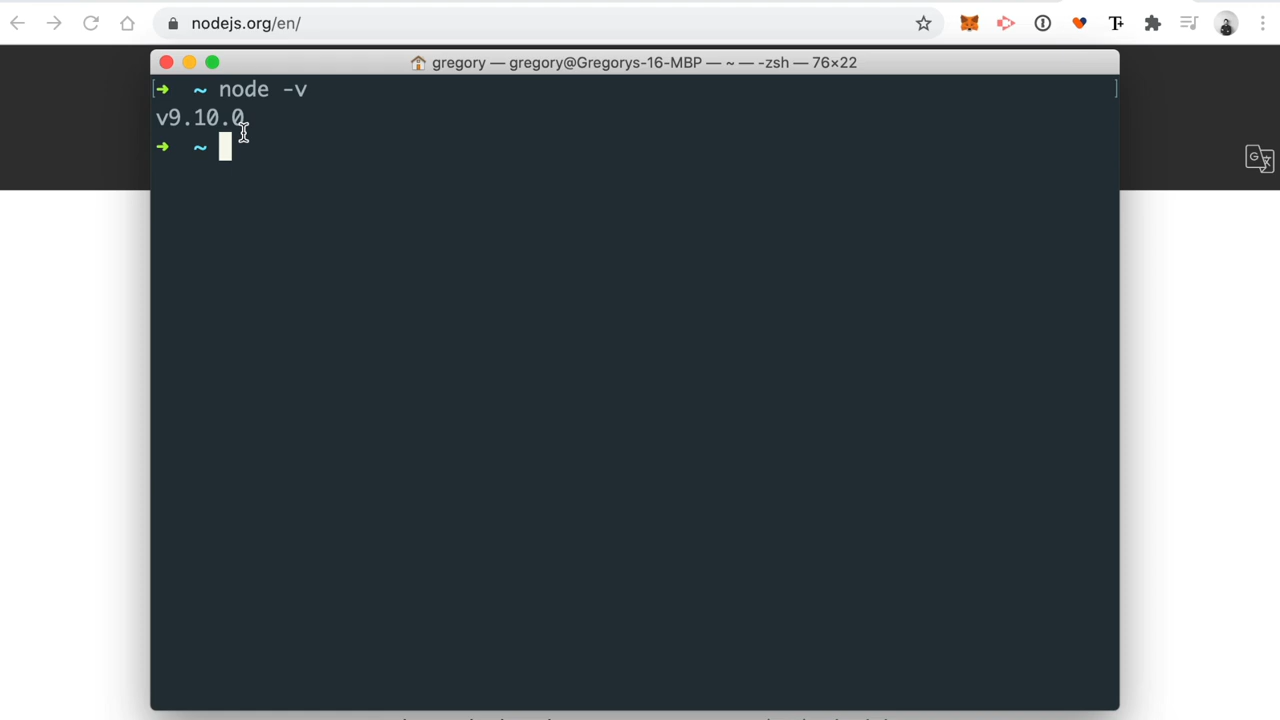 nodejs.org/en/
gregory — gregory@Gregorys-16-MBP — ~ — -zsh — 76×22
[➜ ~ node -v ]
v9.10.0
➜ ~